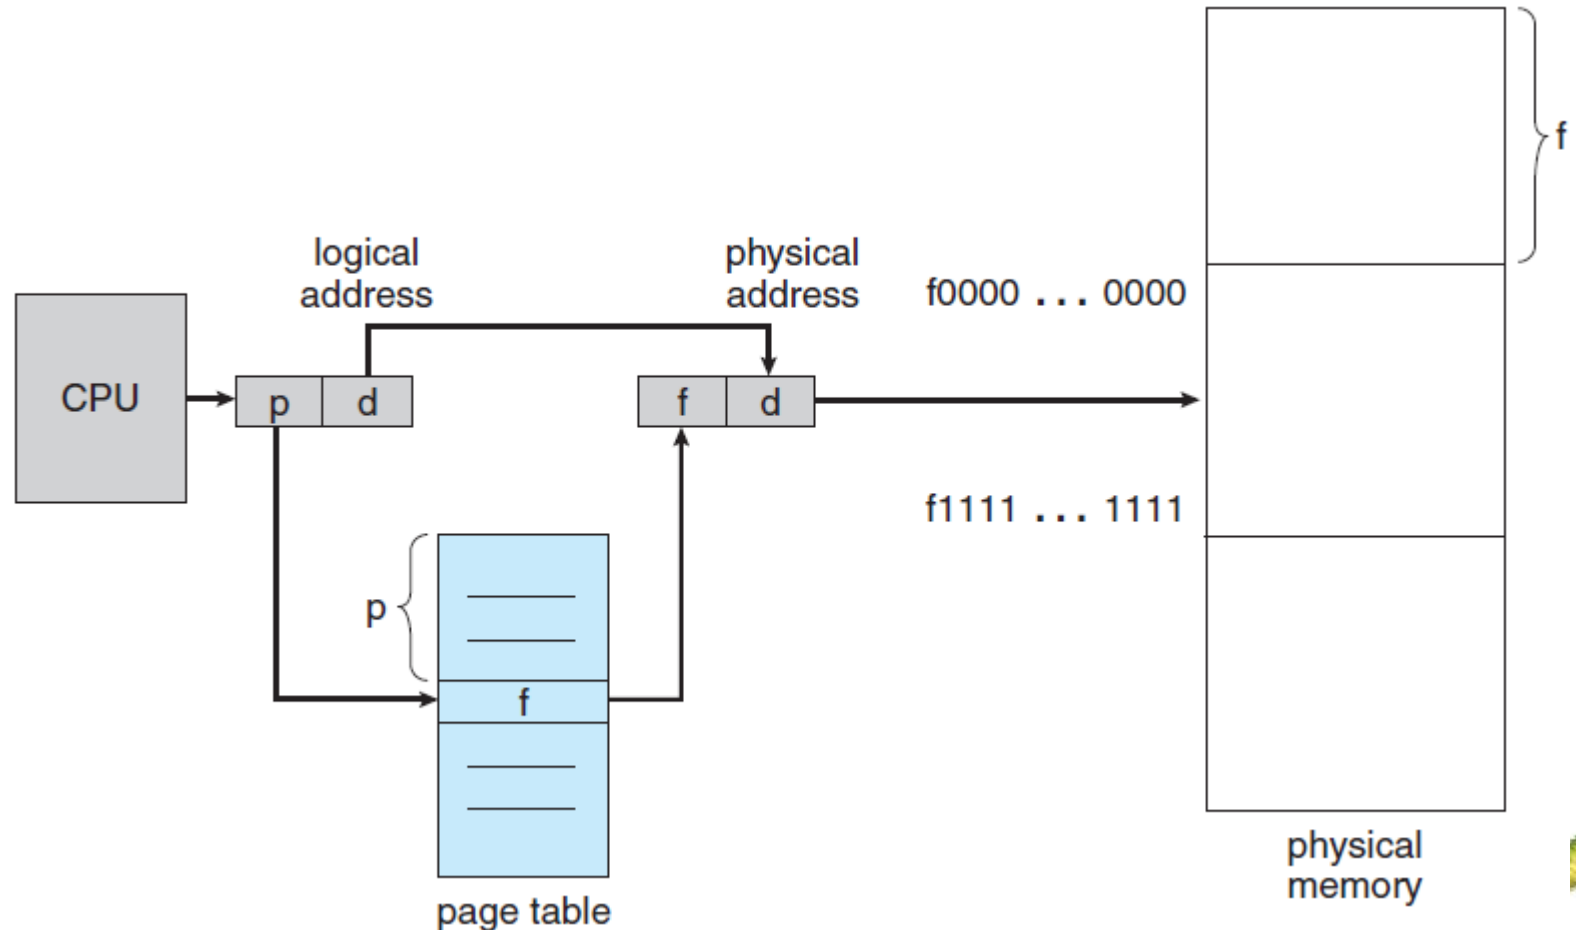 f
logical
address
physical
address
f0000 ... 0000
CPU
p d
f d
f1111 ... 1111
p
f
physical
memory
page table